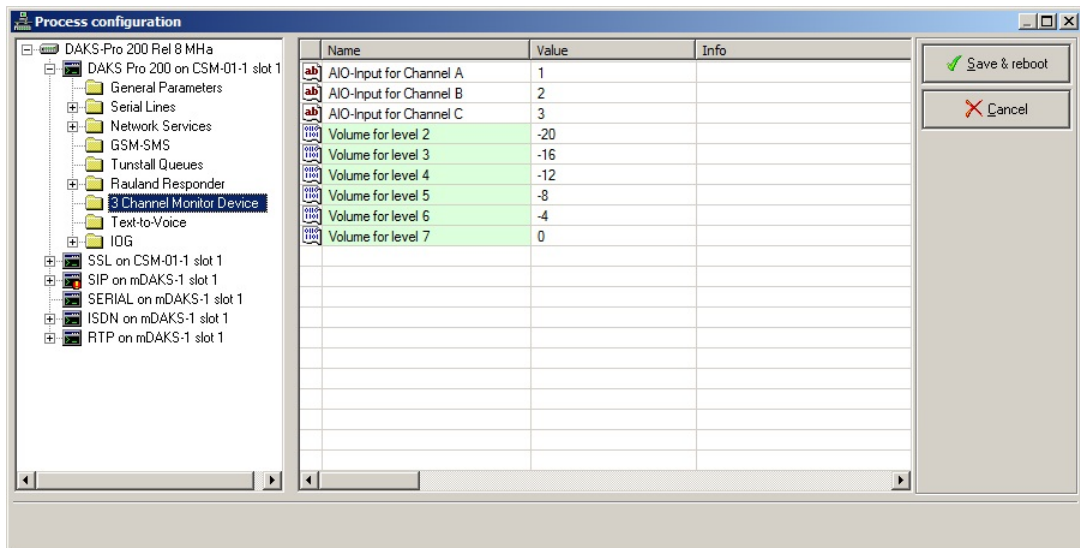 Process configuration
DAKS-Pro 200 Rel 8 MHa
DAKS Pro 200 on CSM-01-1 slot 1
General Parameters
Serial Lines
Network Services
GSM-SMS
Tunstall Queues
Rauland Responder
3 Channel Monitor Device
Text-to-Voice
IOG
SSL on CSM-01-1 slot 1
SIP on mDAKS-1 slot 1
SERIAL on mDAKS-1 slot 1
ISDN on mDAKS-1 slot 1
RTP on mDAKS-1 slot 1
Name Value Info
AIO-Input for Channel A 1
AIO-Input for Channel B 2
AIO-Input for Channel C 3
Volume for level 2 -20
Volume for level 3 -16
Volume for level 4 -12
Volume for level 5 -8
Volume for level 6 -4
Volume for level 7 0
Save & reboot
Cancel